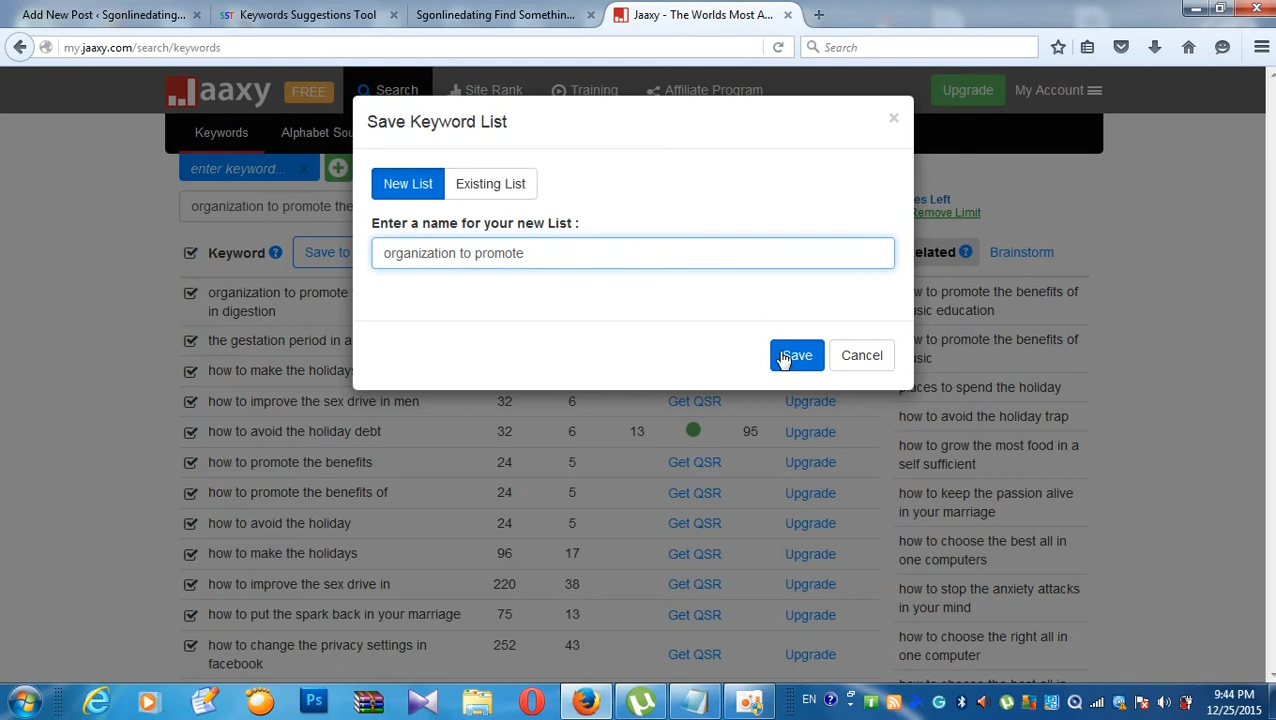 Add New Post < Sgonlinedating...
SST Keywords Suggestions Tool
Sgonlinedating Find Somethin...
Jaaxy - The Worlds Most A...
my.jaaxy.com/search/keywords
Search
Jaaxy FREE
Search
Site Rank
Training
Affiliate Program
Upgrade
My Account
Keywords
Alphabet Sou
Save Keyword List
New List
Existing List
Enter a name for your new List :
organization to promote
Save
Cancel
enter keyword...
organization to promote the
es Left
Remove Limit
Keyword
Save to
elated
Brainstorm
organization to promote
in digestion
the gestation period in a
how to make the holidays
how to improve the sex drive in men 32 6 Get QSR Upgrade
how to avoid the holiday debt 32 6 13 95 Upgrade
how to promote the benefits 24 5 Get QSR Upgrade
how to promote the benefits of 24 5 Get QSR Upgrade
how to avoid the holiday 24 5 Get QSR Upgrade
how to make the holidays 96 17 Get QSR Upgrade
how to improve the sex drive in 220 38 Get QSR Upgrade
how to put the spark back in your marriage 75 13 Get QSR Upgrade
how to change the privacy settings in
facebook 252 43 Get QSR Upgrade
w to promote the benefits of
usic education
w to promote the benefits of
usic
places to spend the holiday
how to avoid the holiday trap
how to grow the most food in a
self sufficient
how to keep the passion alive
in your marriage
how to choose the best all in
one computers
how to stop the anxiety attacks
in your mind
how to choose the right all in
one computer
Ps
EN
9:44 PM
12/25/2015